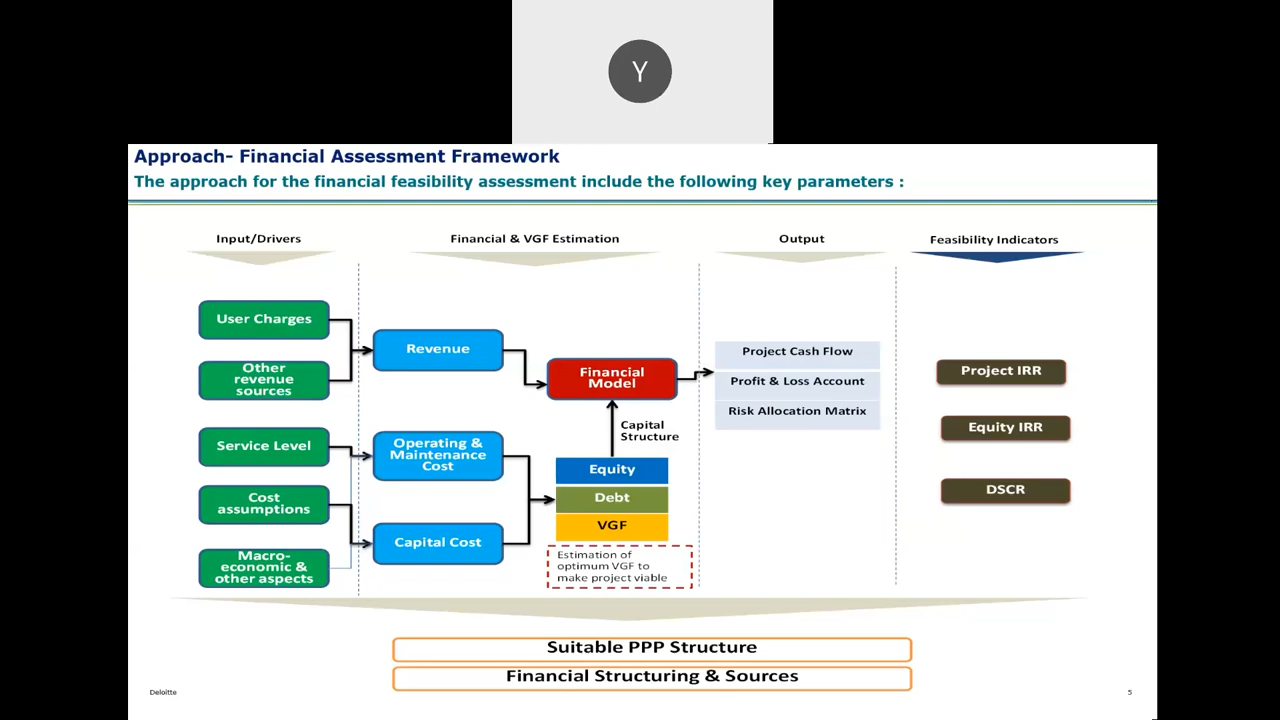 Y
Approach- Financial Assessment Framework
The approach for the financial feasibility assessment include the following key parameters :
Input/Drivers
Financial & VGF Estimation
Output
Feasibility Indicators
User Charges
Other
revenue
sources
Service Level
Cost
assumptions
Macro-
economic &
other aspects
Revenue
Operating &
Maintenance
Cost
Capital Cost
Financial
Model
Capital
Structure
Equity
Debt
VGF
Estimation of
optimum VGF to
make project viable
Project Cash Flow
Profit & Loss Account
Risk Allocation Matrix
Project IRR
Equity IRR
DSCR
Suitable PPP Structure
Financial Structuring & Sources
Deloitte
5